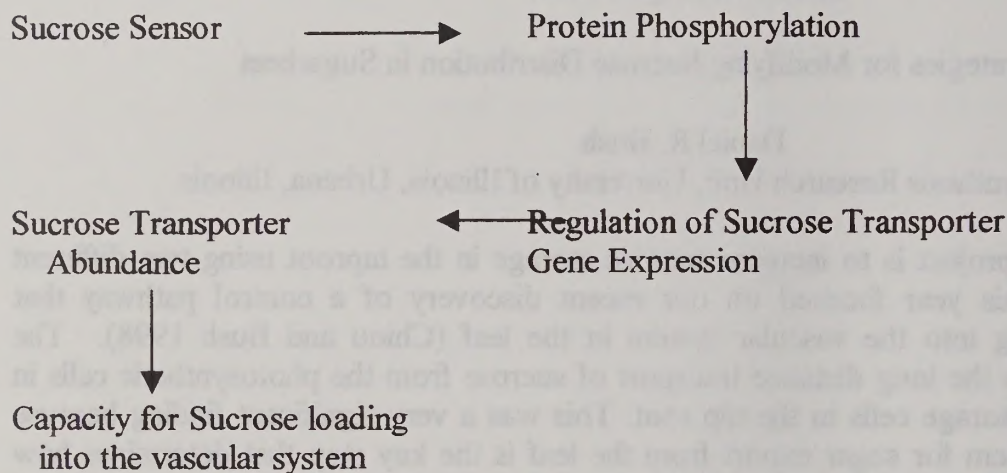 Sucrose Sensor
Protein Phosphorylation
Sucrose Transporter
Abundance
Regulation of Sucrose Transporter
Gene Expression
Capacity for Sucrose loading
into the vascular system